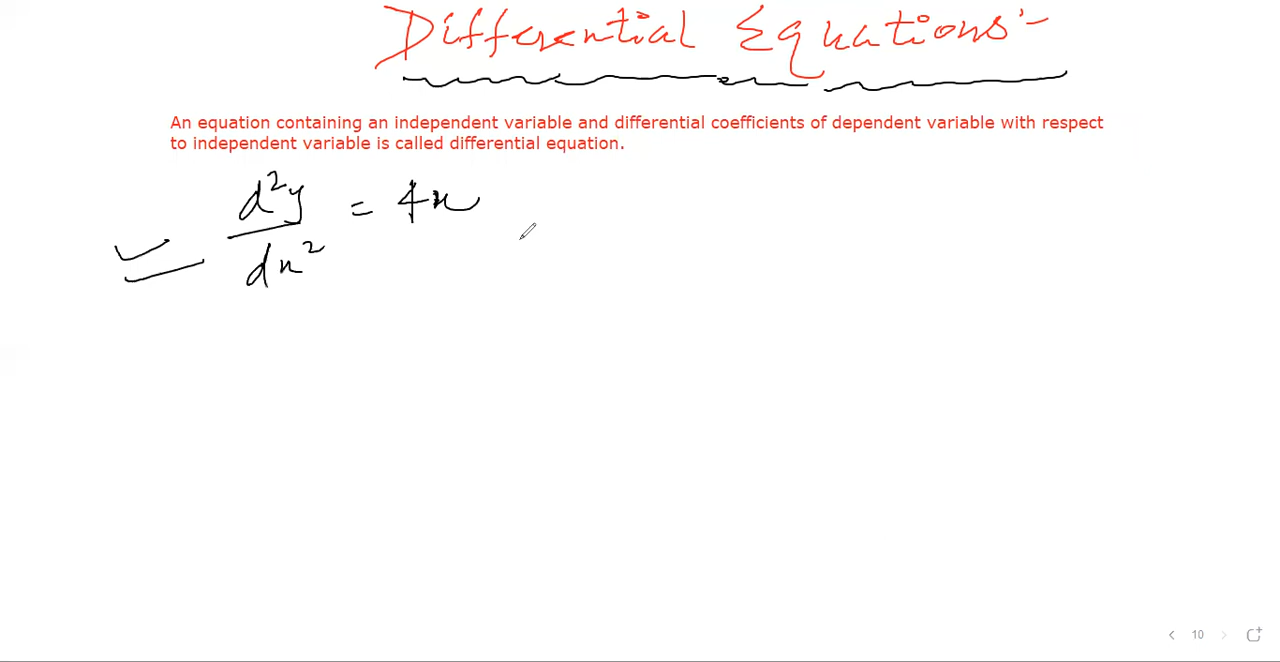 Differential Equations:-
An equation containing an independent variable and differential coefficients of dependent variable with respect
to independent variable is called differential equation.
d²y/dx² = 4x
10